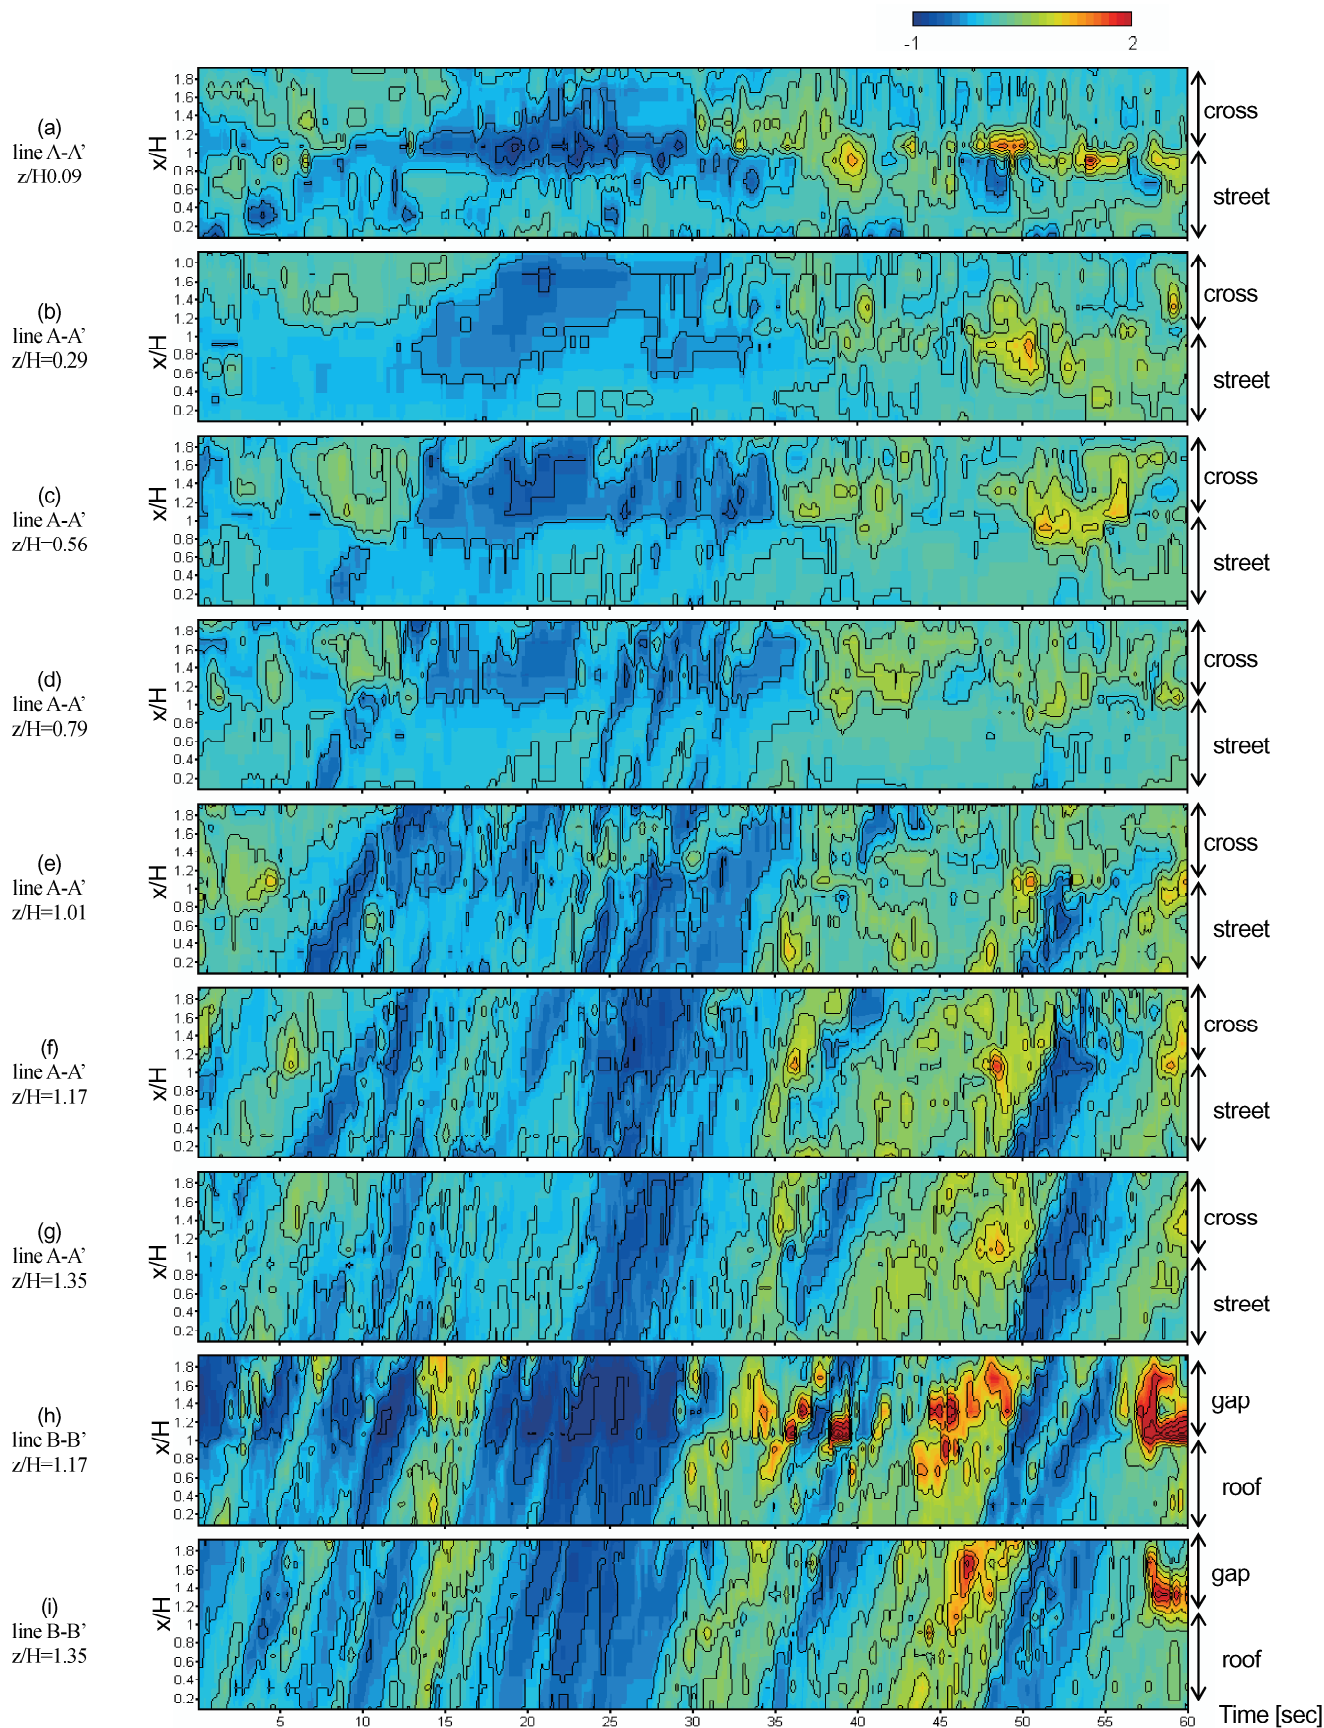 -1 2
(a)
line A-A'
z/H0.09
x/H
1.8
1.6
1.4
1.2
1
0.8
0.6
0.4
0.2
cross
street
(b)
line A-A'
z/H=0.29
x/H
1.0
1.6
1.4
1.2
1
0.8
0.6
0.4
0.2
cross
street
(c)
line A-A'
z/H=0.56
x/H
1.8
1.6
1.4
1.2
1
0.8
0.6
0.4
0.2
cross
street
(d)
line A-A'
z/H=0.79
x/H
1.8
1.6
1.4
1.2
1
0.8
0.6
0.4
0.2
cross
street
(e)
line A-A'
z/H=1.01
x/H
1.8
1.6
1.4
1.2
1
0.8
0.6
0.4
0.2
cross
street
(f)
line A-A'
z/H=1.17
x/H
1.8
1.6
1.4
1.2
1
0.8
0.6
0.4
0.2
cross
street
(g)
line A-A'
z/H=1.35
x/H
1.8
1.6
1.4
1.2
1
0.8
0.6
0.4
0.2
cross
street
(h)
line B-B'
z/H=1.17
x/H
1.8
1.6
1.4
1.2
1
0.8
0.6
0.4
0.2
gap
roof
(i)
line B-B'
z/H=1.35
x/H
1.8
1.6
1.4
1.2
1
0.8
0.6
0.4
0.2
gap
roof
5 10 15 20 25 30 35 40 45 50 55 60
Time [sec]